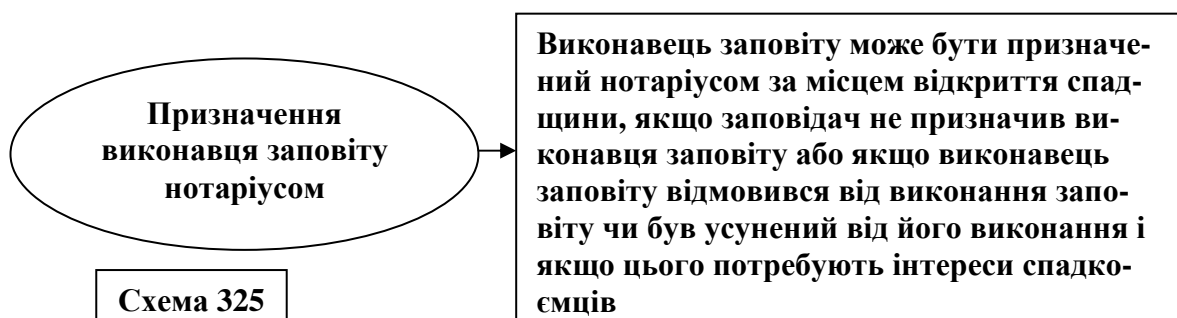 Призначення
виконавця заповіту
нотаріусом
Виконавець заповіту може бути призначе-
ний нотаріусом за місцем відкриття спад-
щини, якщо заповідач не призначив ви-
конавця заповіту або якщо виконавець
заповіту відмовився від виконання запо-
віту чи був усунений від його виконання і
якщо цього потребують інтереси спадко-
ємців
Схема 325